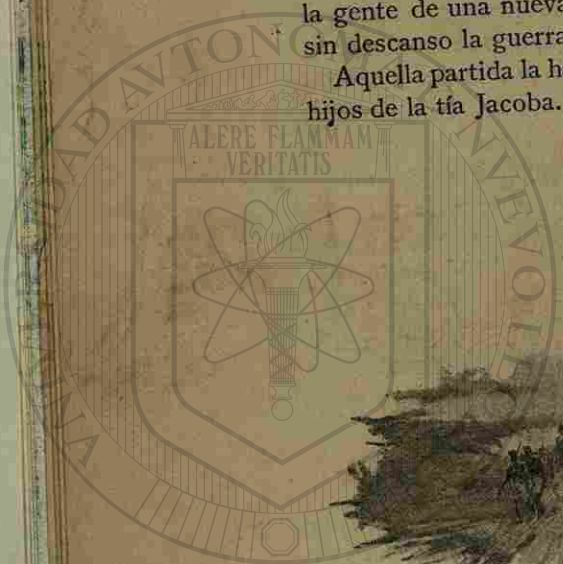 la gente de una nueva
sin descanso la guerra
Aquella partida la h
hijos de la tía Jacoba.
ALERE FLAMMAM
VERITATIS